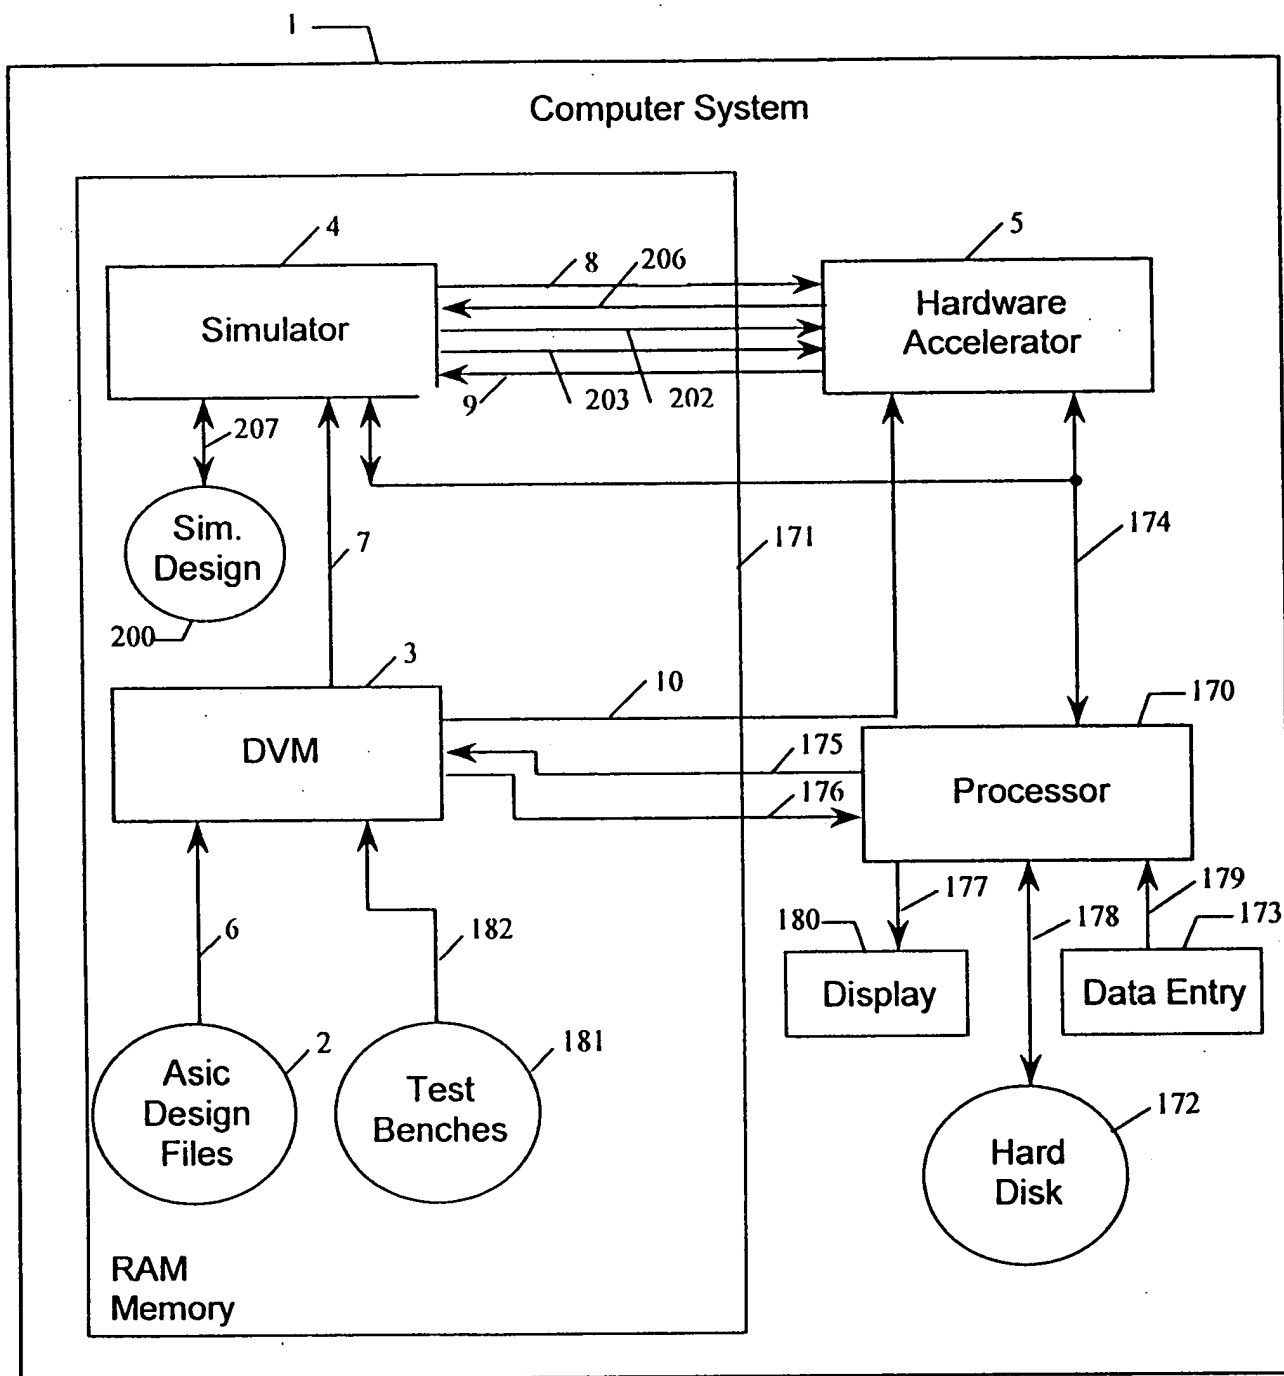 1
Computer System
4
8
206
5
Simulator
Hardware
Accelerator
9
203
202
207
Sim.
Design
7
171
174
200
3
10
170
DVM
175
Processor
176
177
179
6
182
180
178
173
Display
Data Entry
2
181
Asic
Design
Files
Test
Benches
172
Hard
Disk
RAM
Memory